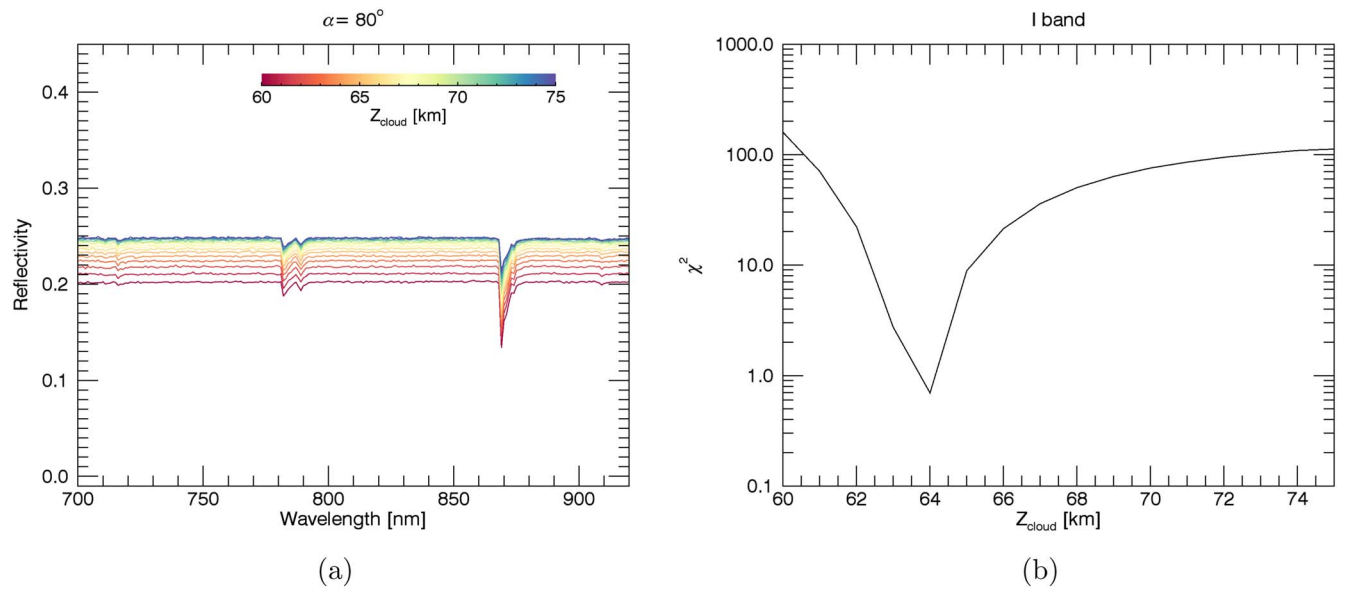 α= 80°
0.4
0.3
0.2
0.1
0.0
Reflectivity
60 65 70 75
Z_cloud [km]
700 750 800 850 900
Wavelength [nm]
(a)
I band
1000.0
100.0
10.0
1.0
0.1
χ²
60 62 64 66 68 70 72 74
Z_cloud [km]
(b)